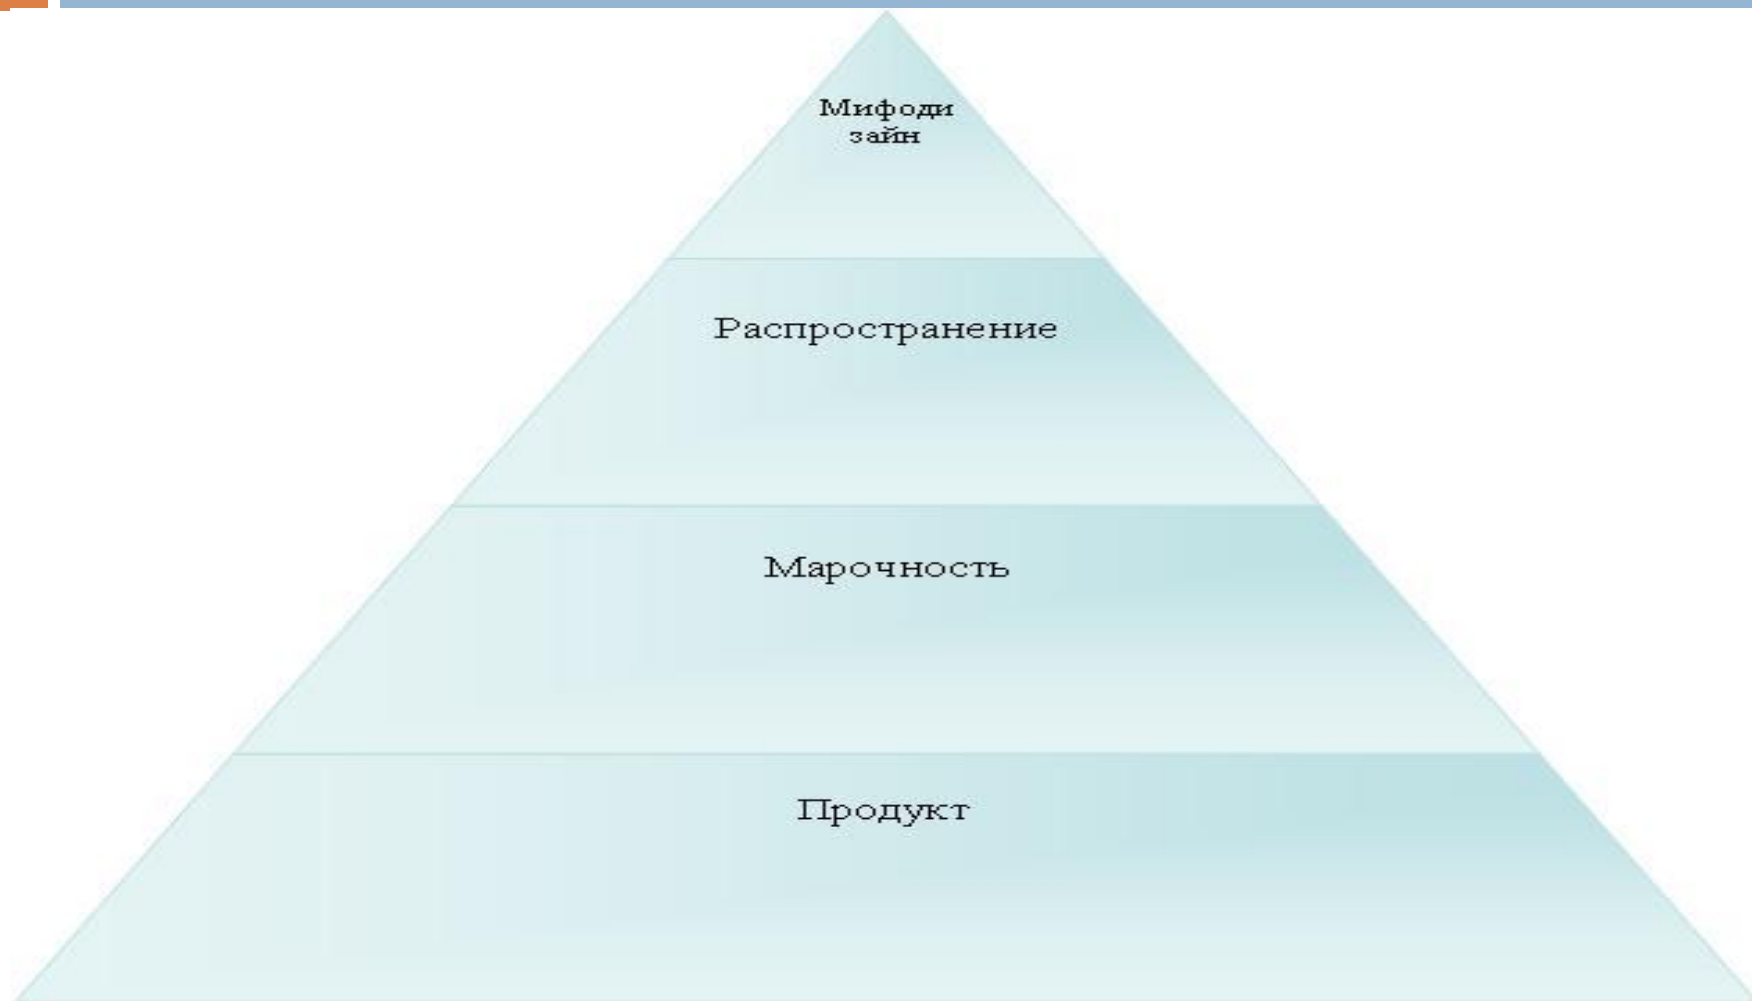 Мифоди
зайн
Распространение
Марочность
Продукт